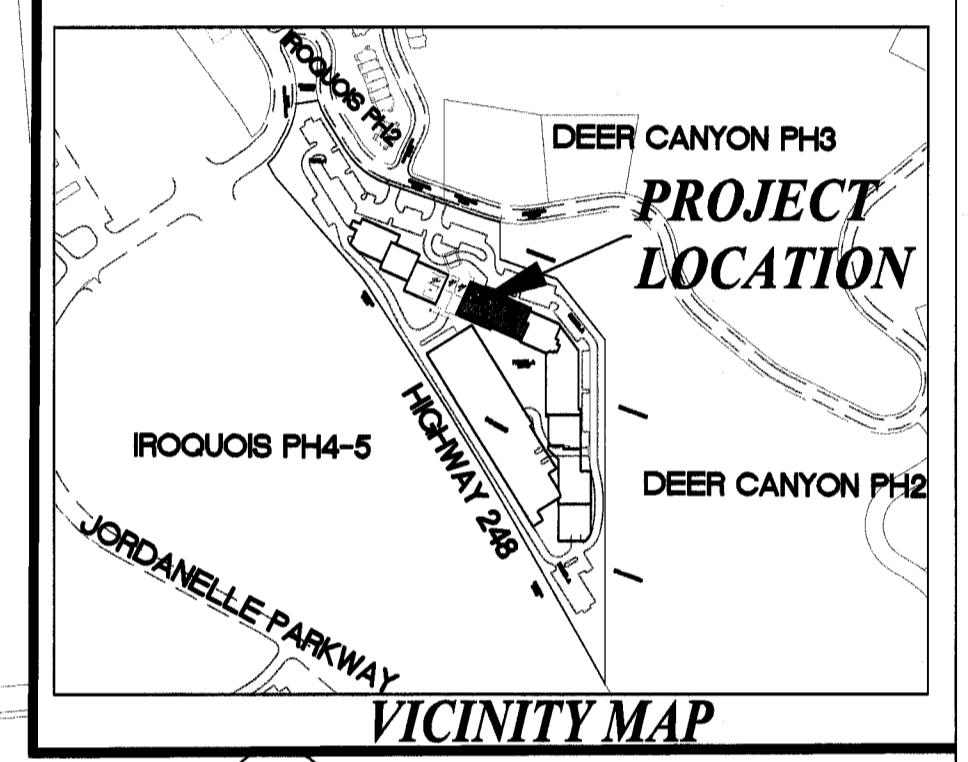 IROQUOIS PH2
DEER CANYON PH3
PROJECT
LOCATION
IROQUOIS PH4-5
HIGHWAY 248
DEER CANYON PH2
JORDANELLE PARKWAY
VICINITY MAP